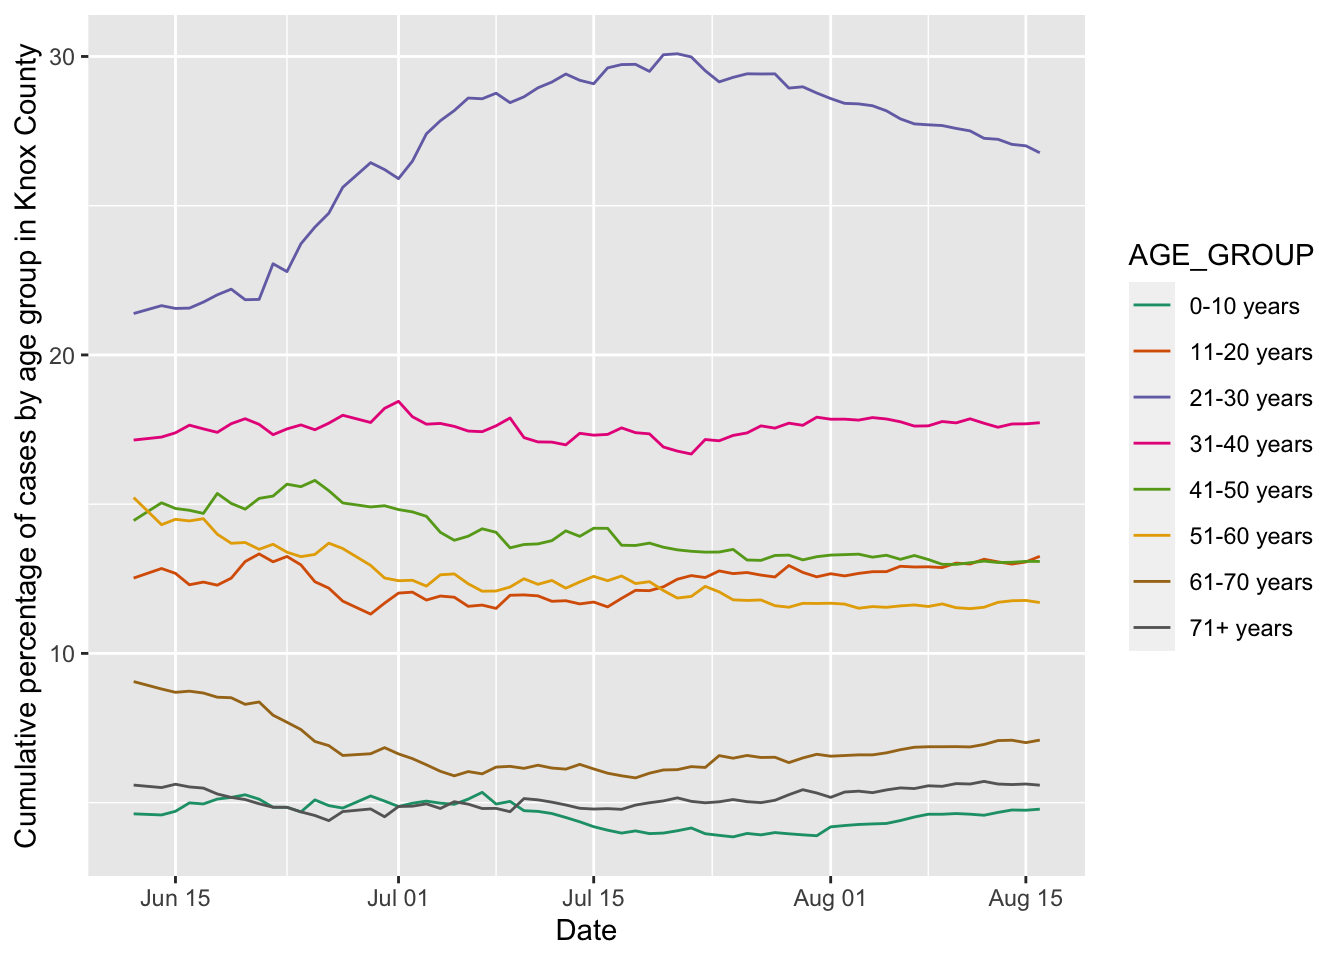 Cumulative percentage of cases by age group in Knox County
30
20
10
Jun 15
Jul 01
Jul 15
Aug 01
Aug 15
Date
AGE_GROUP
0-10 years
11-20 years
21-30 years
31-40 years
41-50 years
51-60 years
61-70 years
71+ years